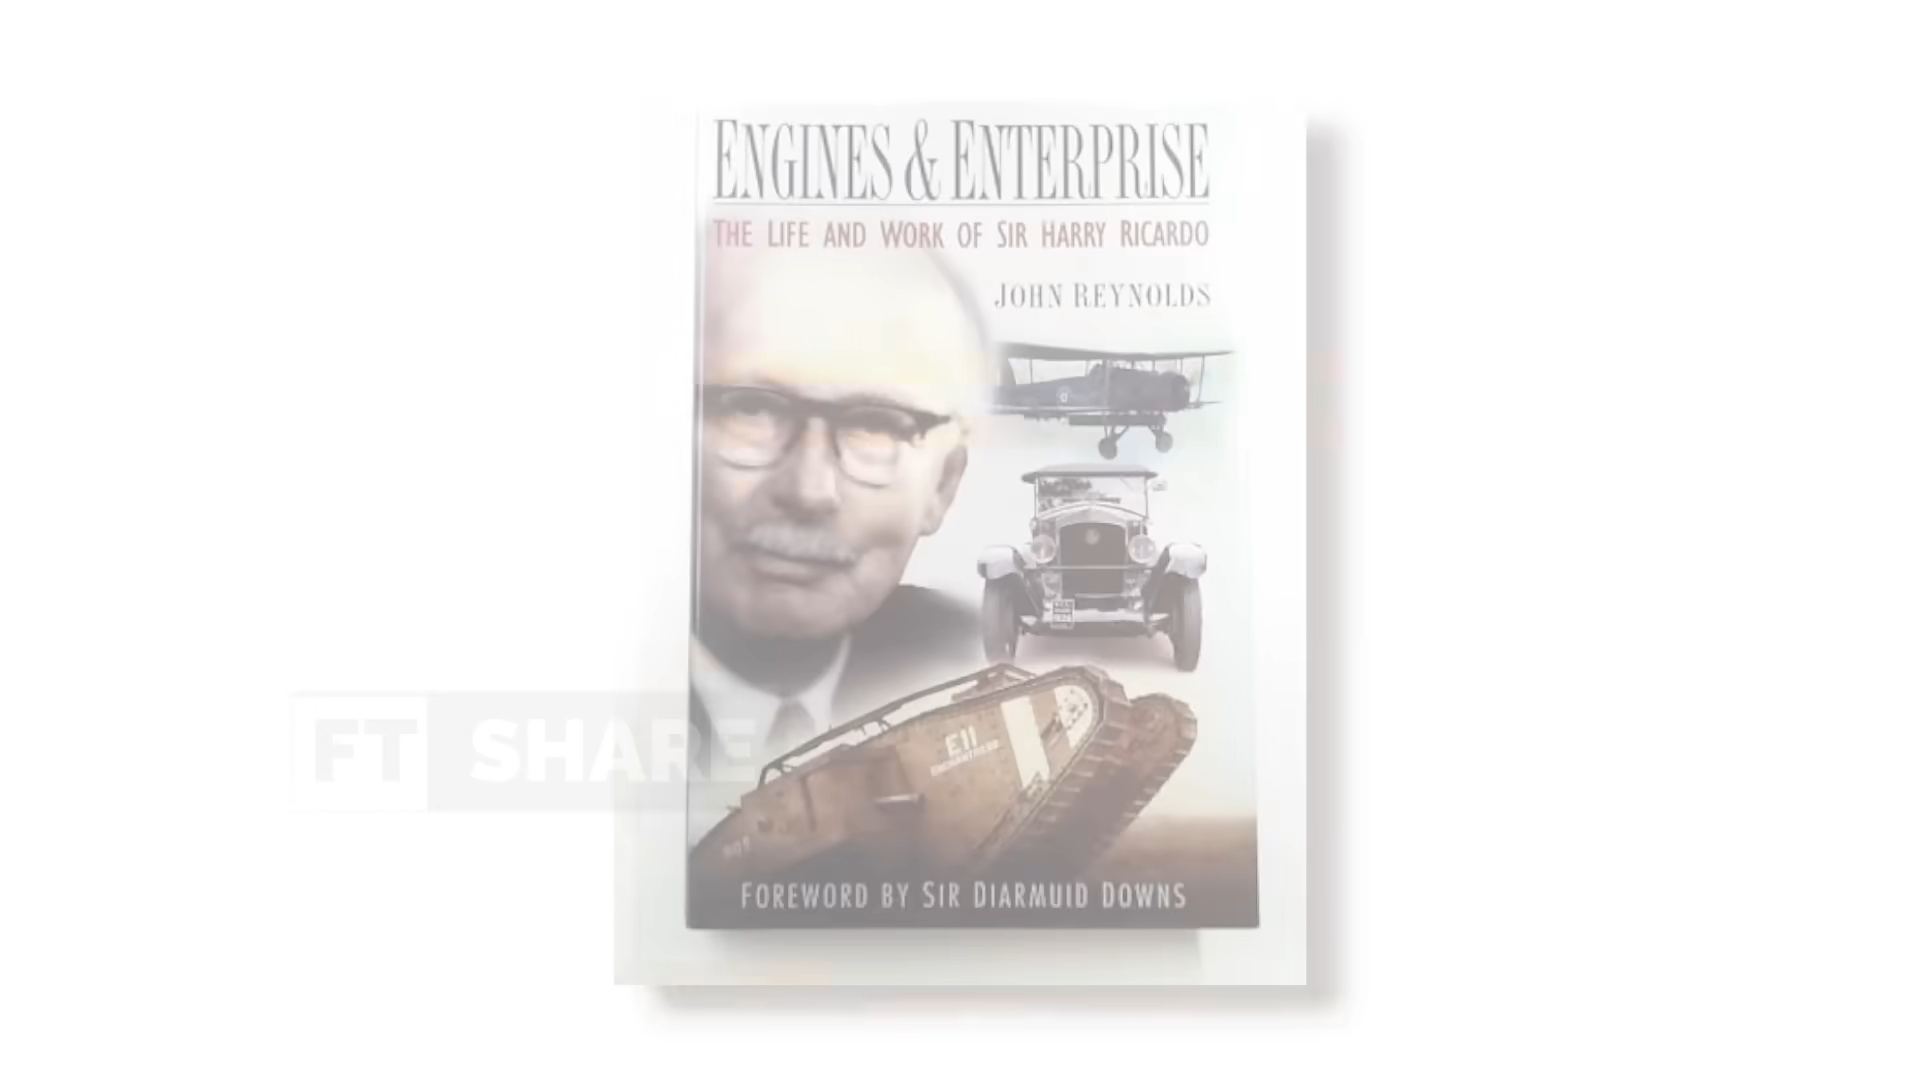 ENGINES & ENTERPRISE
THE LIFE AND WORK OF SIR HARRY RICARDO
JOHN REYNOLDS
E11
FT SHARE
FOREWORD BY SIR DIARMUID DOWNS